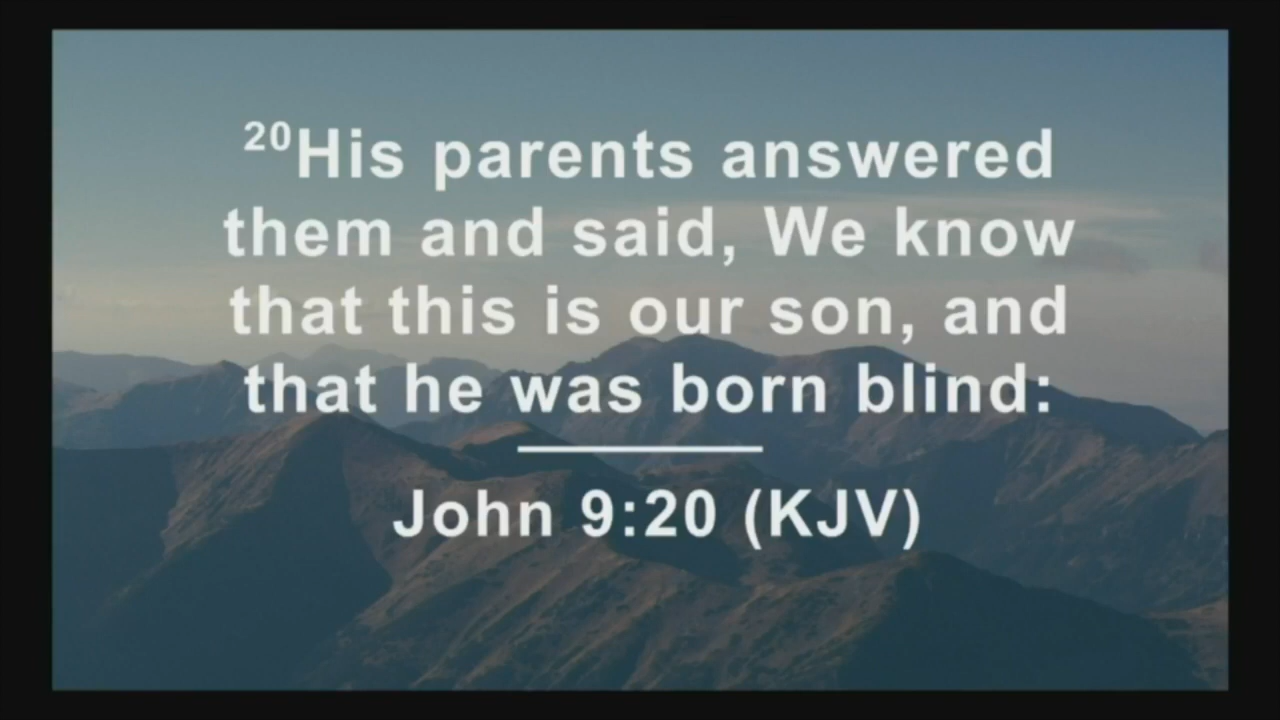 20His parents answered
them and said, We know
that this is our son, and
that he was born blind:
John 9:20 (KJV)